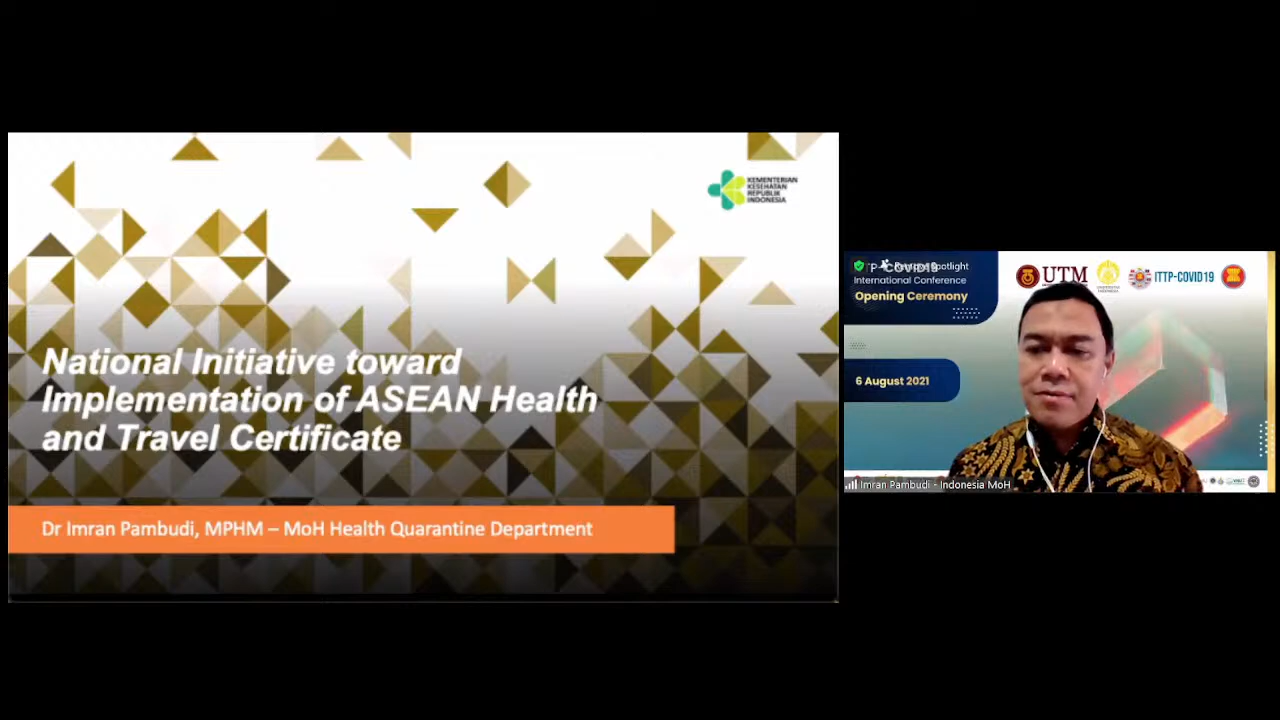 KEMENTERIAN
KESEHATAN
REPUBLIK
INDONESIA
National Initiative toward
Implementation of ASEAN Health
and Travel Certificate
Dr Imran Pambudi, MPHM – MoH Health Quarantine Department
International Conference
Opening Ceremony
6 August 2021
UTM
ITTP-COVID19
Imran Pambudi - Indonesia MoH